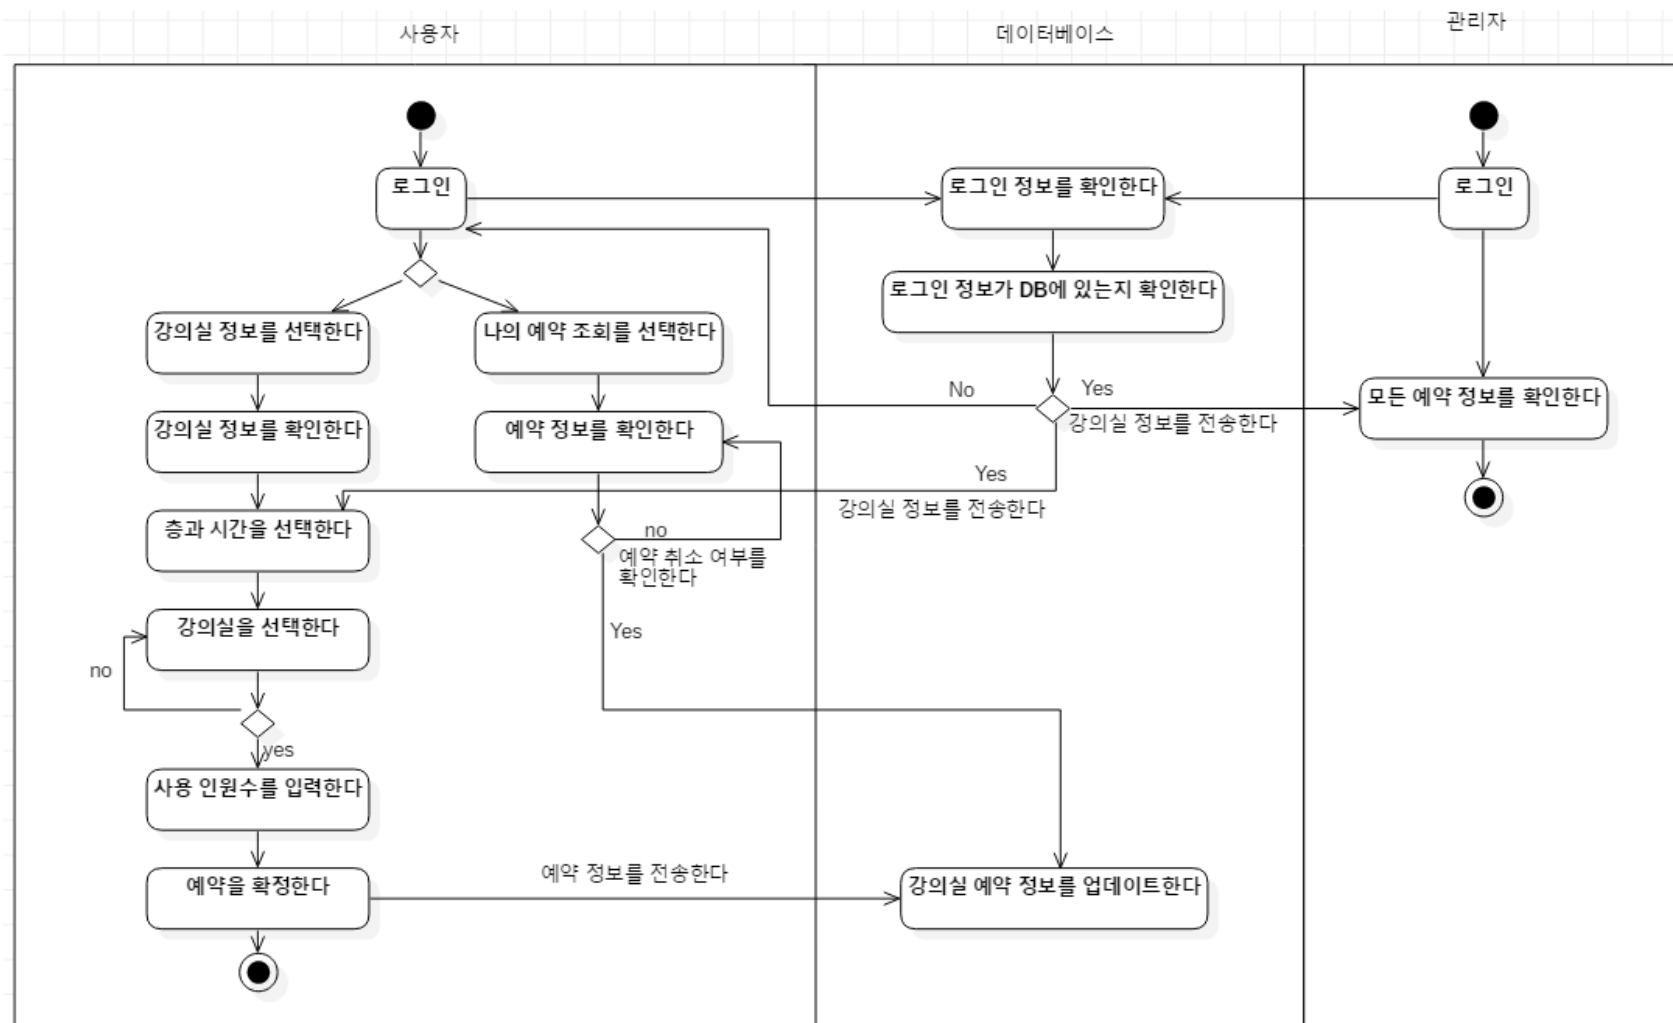 사용자
데이터베이스
관리자
로그인
로그인 정보를 확인한다
로그인
로그인 정보가 DB에 있는지 확인한다
강의실 정보를 선택한다
나의 예약 조회를 선택한다
No
Yes
모든 예약 정보를 확인한다
강의실 정보를 전송한다
강의실 정보를 확인한다
예약 정보를 확인한다
Yes
강의실 정보를 전송한다
층과 시간을 선택한다
no
예약 취소 여부를
확인한다
강의실을 선택한다
Yes
no
yes
사용 인원수를 입력한다
예약 정보를 전송한다
예약을 확정한다
강의실 예약 정보를 업데이트한다